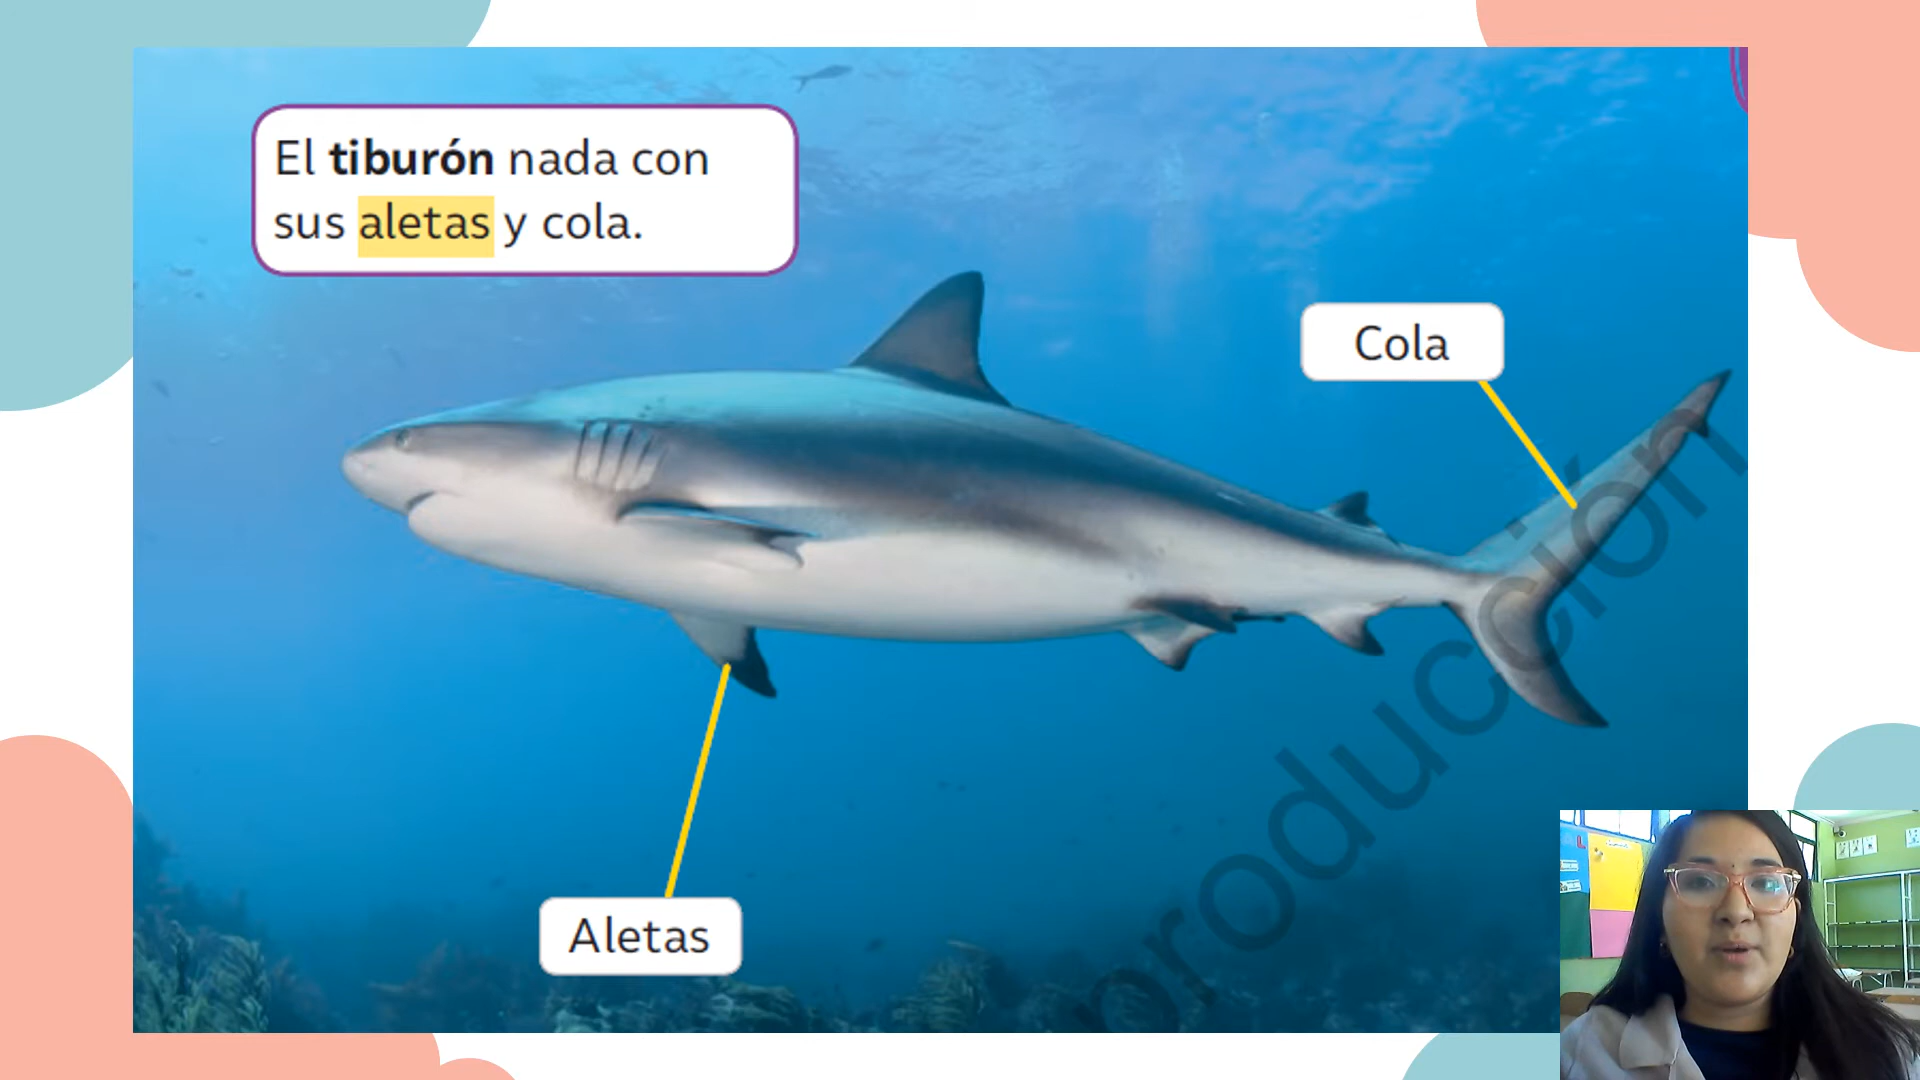 El tiburón nada con
sus aletas y cola.
Cola
Aletas
producción